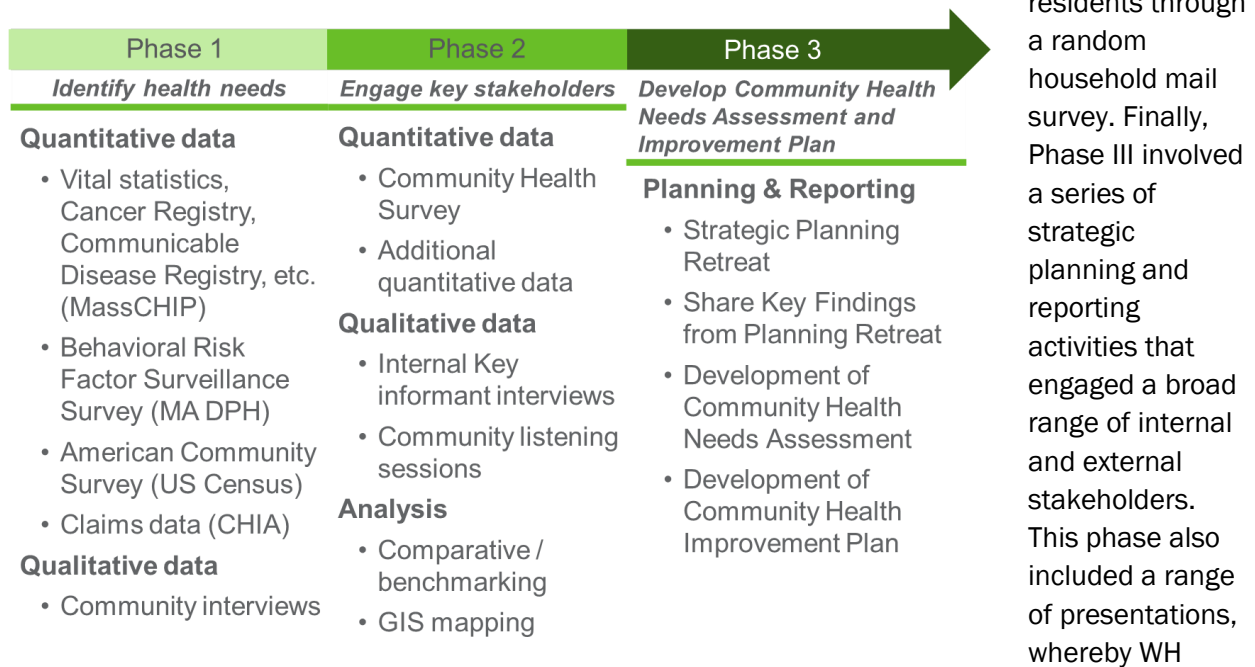 Phase 1
Identify health needs
Quantitative data
• Vital statistics,
Cancer Registry,
Communicable
Disease Registry, etc.
(MassCHIP)
• Behavioral Risk
Factor Surveillance
Survey (MA DPH)
• American Community
Survey (US Census)
• Claims data (CHIA)
Qualitative data
• Community interviews
Phase 2
Engage key stakeholders
Quantitative data
• Community Health
Survey
• Additional
quantitative data
Qualitative data
• Internal Key
informant interviews
• Community listening
sessions
Analysis
• Comparative /
benchmarking
• GIS mapping
Phase 3
Develop Community Health
Needs Assessment and
Improvement Plan
Planning & Reporting
• Strategic Planning
Retreat
• Share Key Findings
from Planning Retreat
• Development of
Community Health
Needs Assessment
• Development of
Community Health
Improvement Plan
residents through
a random
household mail
survey. Finally,
Phase III involved
a series of
strategic
planning and
reporting
activities that
engaged a broad
range of internal
and external
stakeholders.
This phase also
included a range
of presentations,
whereby WH